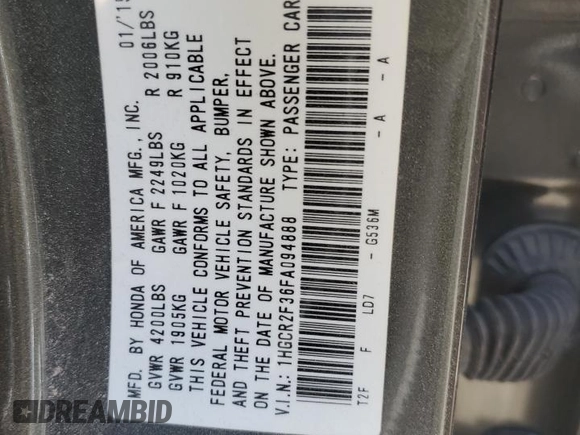 MFD. BY HONDA OF AMERICA MFG., INC. 01/'15
GVWR 4200LBS GAWR F 2249LBS R 2006LBS
GVWR 1905KG GAWR F 1020KG R 910KG
THIS VEHICLE CONFORMS TO ALL APPLICABLE
FEDERAL MOTOR VEHICLE SAFETY, BUMPER,
AND THEFT PREVENTION STANDARDS IN EFFECT
ON THE DATE OF MANUFACTURE SHOWN ABOVE.
V.I.N.: 1HGCR2F36FA094888 TYPE: PASSENGER CAR
T2F F LD7 - G536M - A - A
DREAMBID